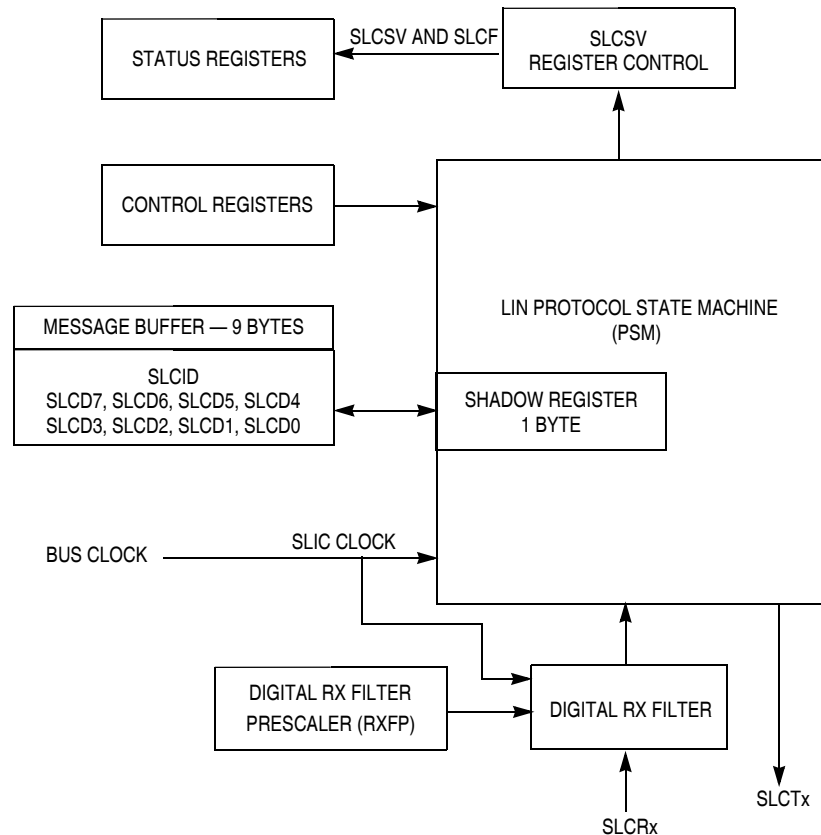 SLCSV AND SLCF
STATUS REGISTERS
SLCSV
REGISTER CONTROL
CONTROL REGISTERS
LIN PROTOCOL STATE MACHINE
(PSM)
MESSAGE BUFFER — 9 BYTES
SLCID
SLCD7, SLCD6, SLCD5, SLCD4
SLCD3, SLCD2, SLCD1, SLCD0
SHADOW REGISTER
1 BYTE
BUS CLOCK
SLIC CLOCK
DIGITAL RX FILTER
PRESCALER (RXFP)
DIGITAL RX FILTER
SLCTx
SLCRx